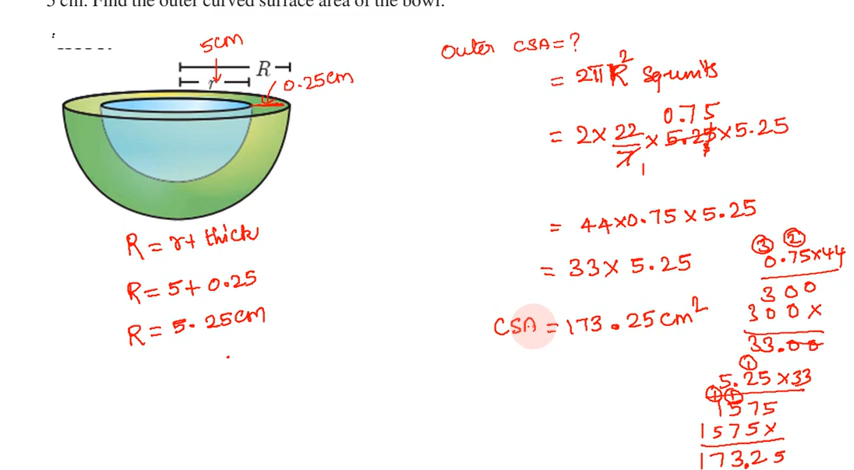 5 cm. Find the outer curved surface area of the bowl.
5cm
R
r
0.25cm
R = r + thick
R = 5 + 0.25
R = 5.25cm
Outer CSA = ?
= 2πR² Sq units
0.75
= 2 × 22/7 × 5.25 × 5.25
1
= 44 × 0.75 × 5.25
= 33 × 5.25
CSA = 173.25 cm²
③ ②
0.75 × 44
300
300×
33.00
①
5.25 × 33
1575
1575×
173.25